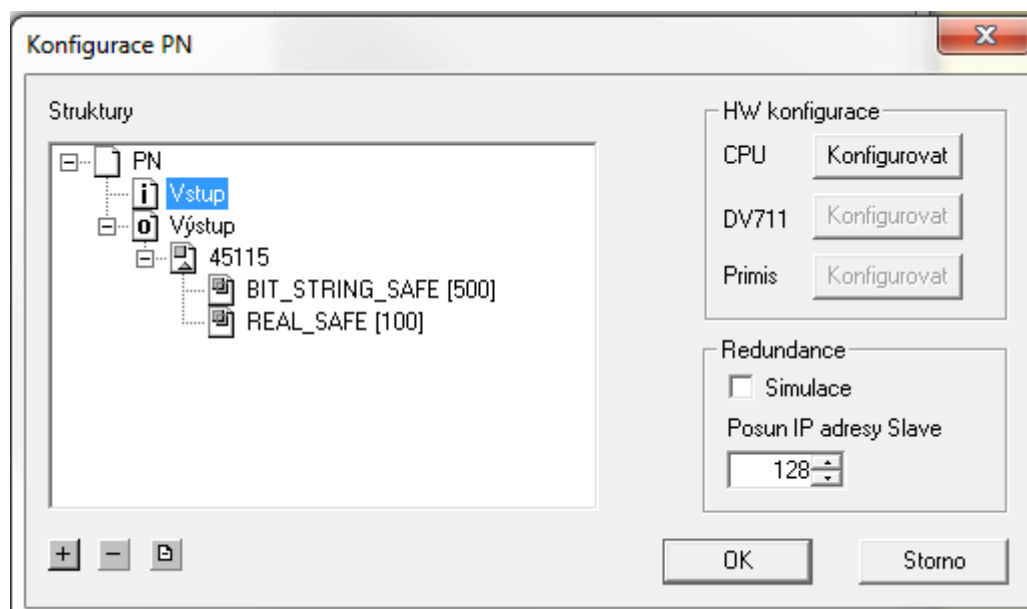 Konfigurace PN
Struktury
PN
i Vstup
o Výstup
45115
BIT_STRING_SAFE [500]
REAL_SAFE [100]
HW konfigurace
CPU Konfigurovat
DV711 Konfigurovat
Primis Konfigurovat
Redundance
Simulace
Posun IP adresy Slave
128
OK Storno